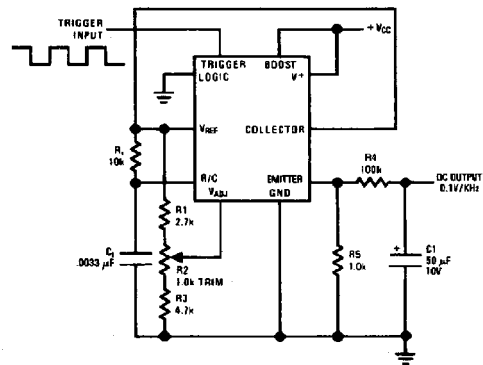 TRIGGER
INPUT
+ VCC
TRIGGER
LOGIC
BOOST
V+
VREF
COLLECTOR
Rt
10k
R/C
VADJ
EMITTER
GND
R4
100k
DC OUTPUT
0.1V/KHz
R1
2.7k
Ct
.0033 µF
R2
1.0k TRIM
R5
1.0k
+
C1
50 µF
10V
R3
4.7k